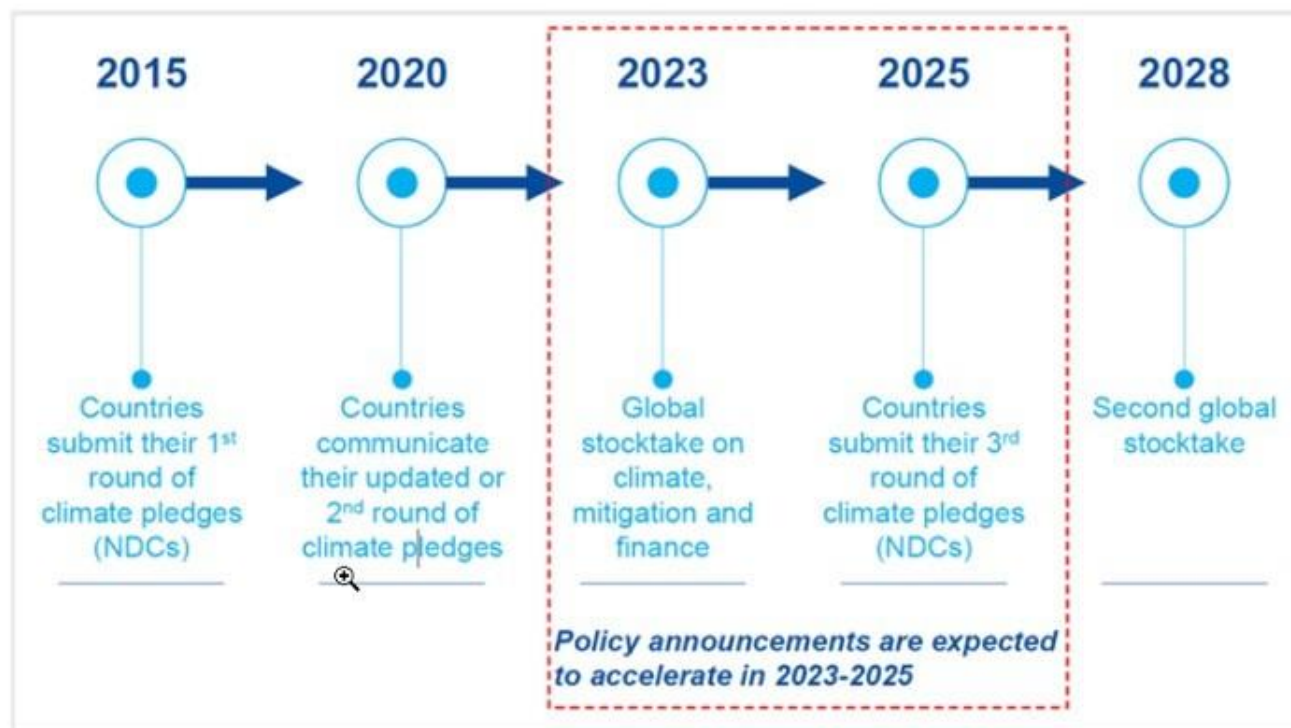 2015
2020
2023
2025
2028
Countries
submit their 1st
round of
climate pledges
(NDCs)
Countries
communicate
their updated or
2nd round of
climate pledges
Global
stocktake on
climate,
mitigation and
finance
Countries
submit their 3rd
round of
climate pledges
(NDCs)
Second global
stocktake
Policy announcements are expected
to accelerate in 2023-2025